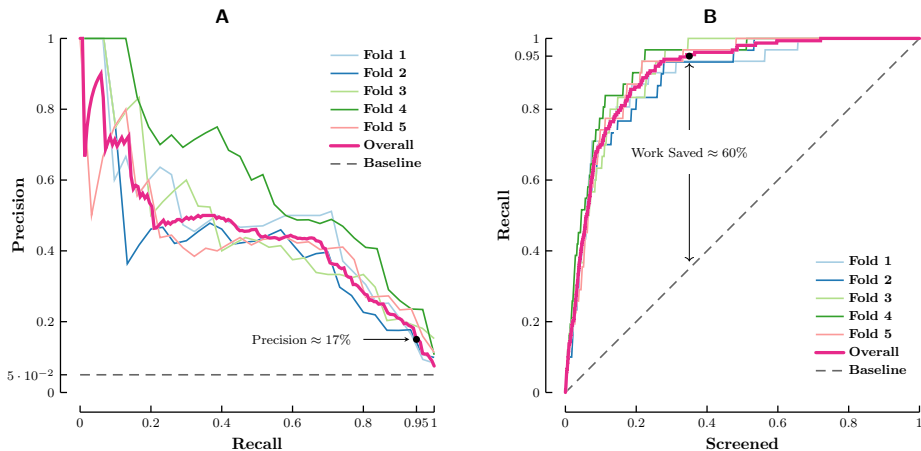 A
1
0.8
0.6
0.4
0.2
5 · 10⁻²
0
Precision
Fold 1
Fold 2
Fold 3
Fold 4
Fold 5
Overall
Baseline
Precision ≈ 17%
0 0.2 0.4 0.6 0.8 0.95 1
Recall
B
1
0.95
0.8
0.6
0.4
0.2
0
Recall
Work Saved ≈ 60%
Fold 1
Fold 2
Fold 3
Fold 4
Fold 5
Overall
Baseline
0 0.2 0.4 0.6 0.8 1
Screened